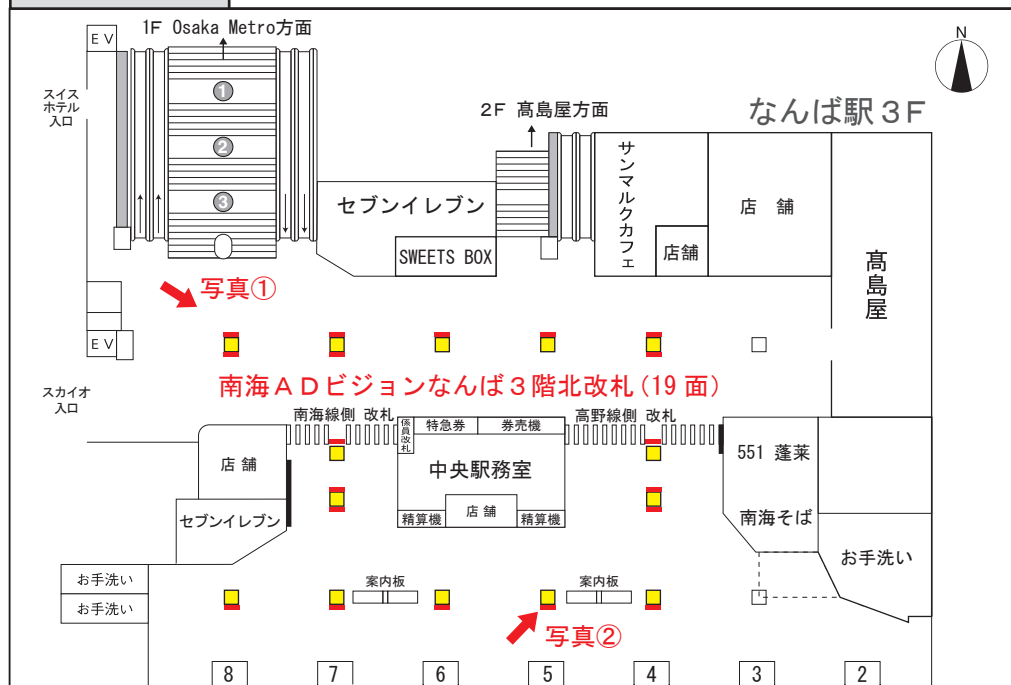 1F Osaka Metro方面
EV
N
スイス
ホテル
入口
①
②
③
2F 髙島屋方面
なんば駅3F
セブンイレブン
SWEETS BOX
サンマルクカフェ
店舗
店 舗
髙島屋
写真①
EV
南海ADビジョンなんば3階北改札(19面)
スカイオ
入口
南海線側 改札
係員改札
特急券
券売機
高野線側 改札
店 舗
中央駅務室
551 蓬莱
セブンイレブン
精算機
店 舗
精算機
南海そば
お手洗い
お手洗い
お手洗い
案内板
案内板
写真②
8
7
6
5
4
3
2